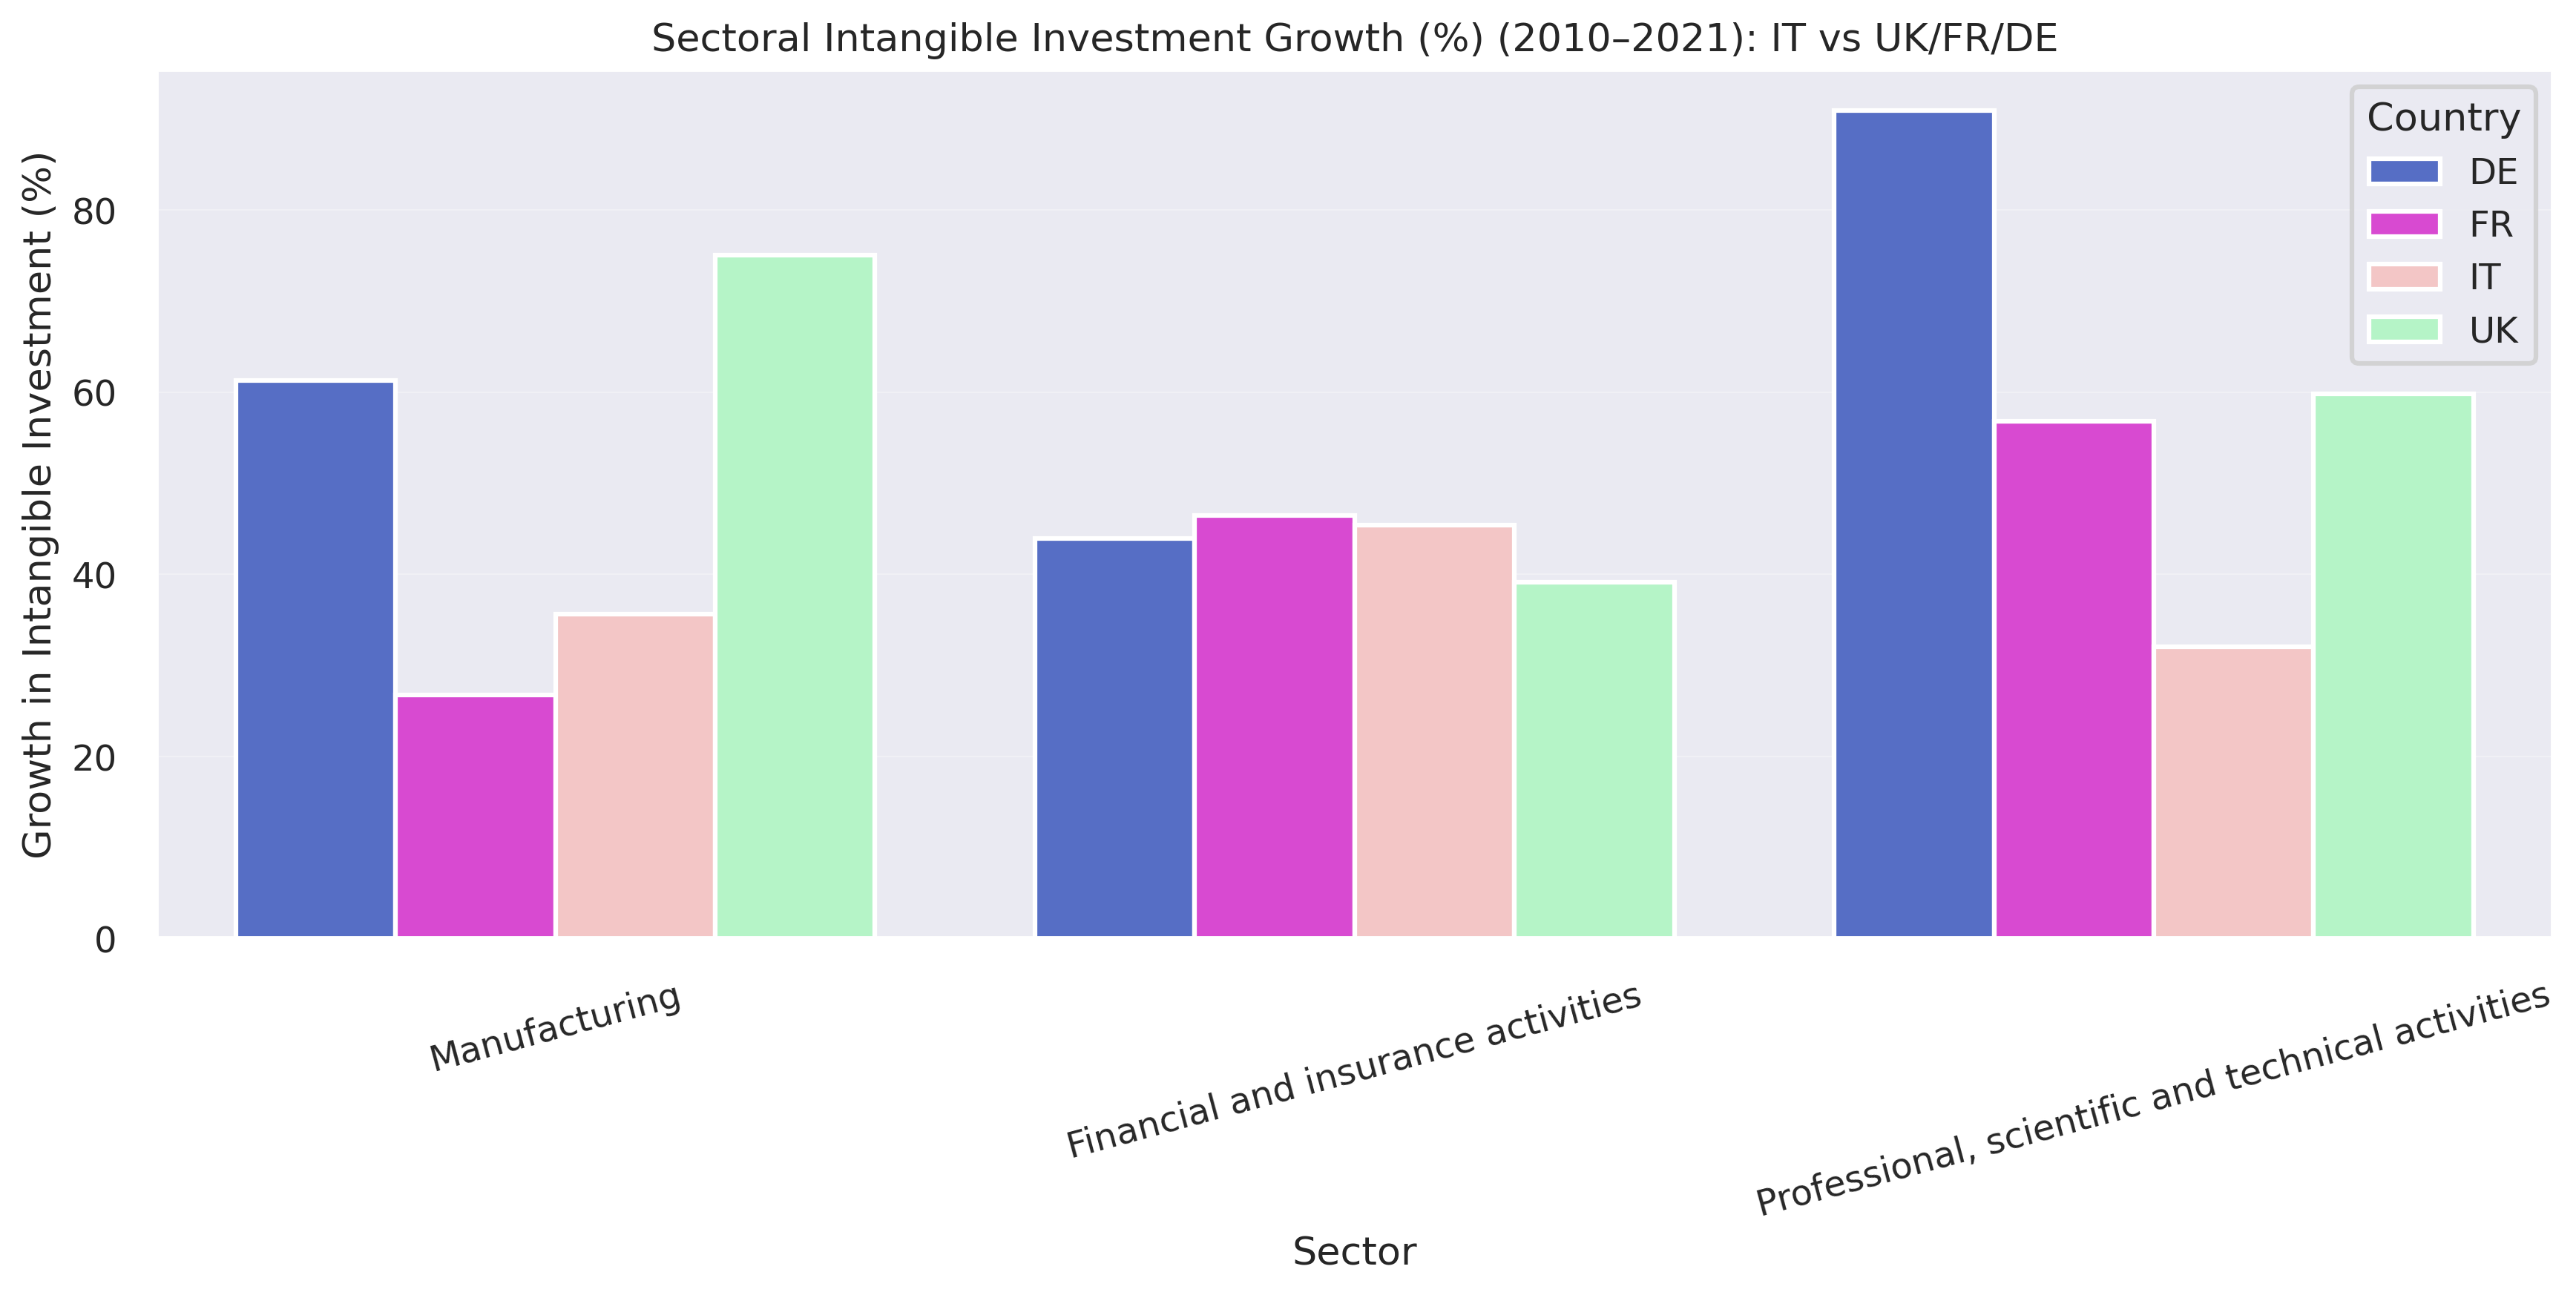 Sectoral Intangible Investment Growth (%) (2010–2021): IT vs UK/FR/DE
Growth in Intangible Investment (%)
80
60
40
20
0
Country
DE
FR
IT
UK
Manufacturing
Financial and insurance activities
Professional, scientific and technical activities
Sector